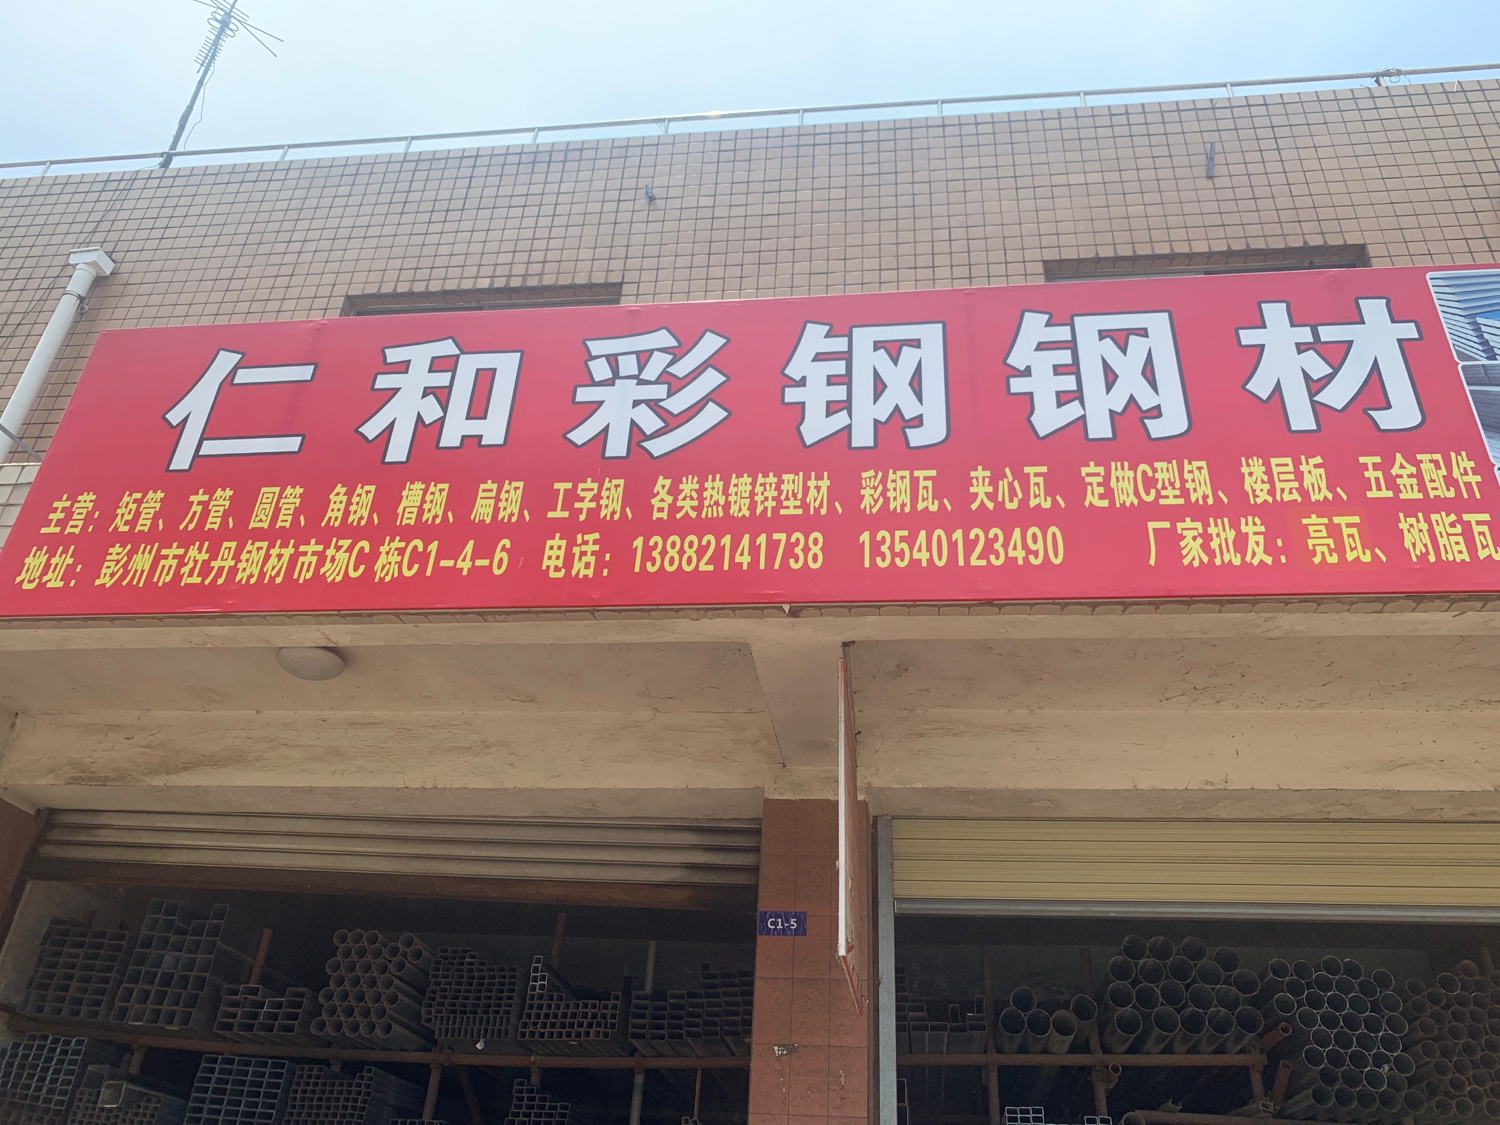 仁和彩钢钢材
主营：矩管、方管、圆管、角钢、槽钢、扁钢、工字钢、各类热镀锌型材、彩钢瓦、夹心瓦、定做C型钢、楼层板、五金配件
地址：彭州市牡丹钢材市场C栋C1-4-6 电话：13882141738 13540123490 厂家批发：亮瓦、树脂瓦
C1-5